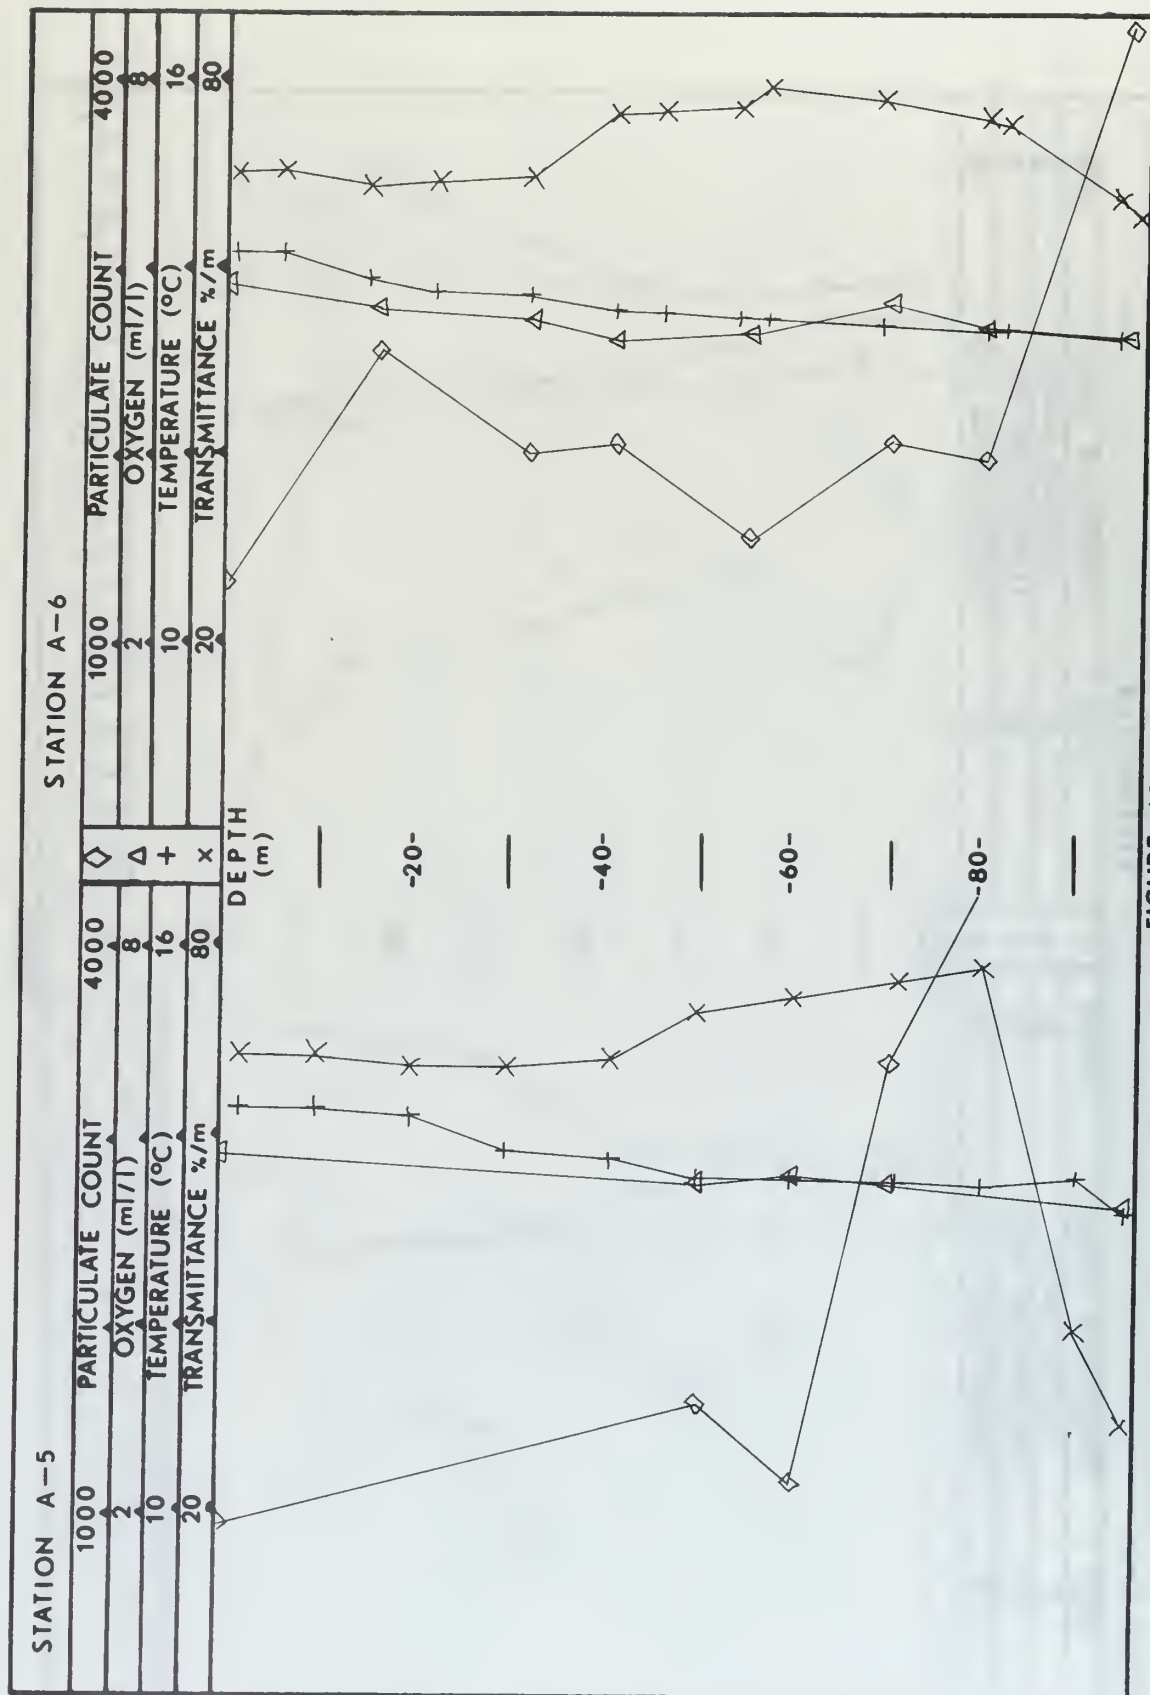 STATION A-5
STATION A-6
1000 PARTICULATE COUNT 4000 ◇ 1000 PARTICULATE COUNT 4000
2 OXYGEN (ml/l) 8 Δ 2 OXYGEN (ml/l) 8
10 TEMPERATURE (°C) 16 + 10 TEMPERATURE (°C) 16
20 TRANSMITTANCE %/m 80 × 20 TRANSMITTANCE %/m 80
DEPTH
(m)
-20-
-40-
-60-
-80-
FIGURE